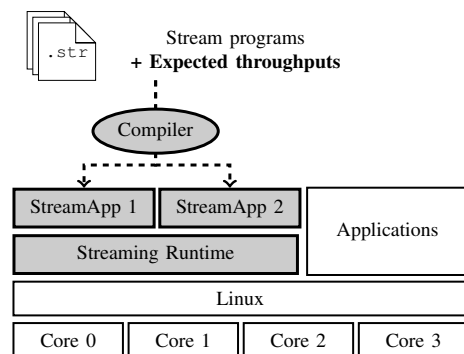 .str
Stream programs
+ Expected throughputs
Compiler
StreamApp 1
StreamApp 2
Applications
Streaming Runtime
Linux
Core 0
Core 1
Core 2
Core 3